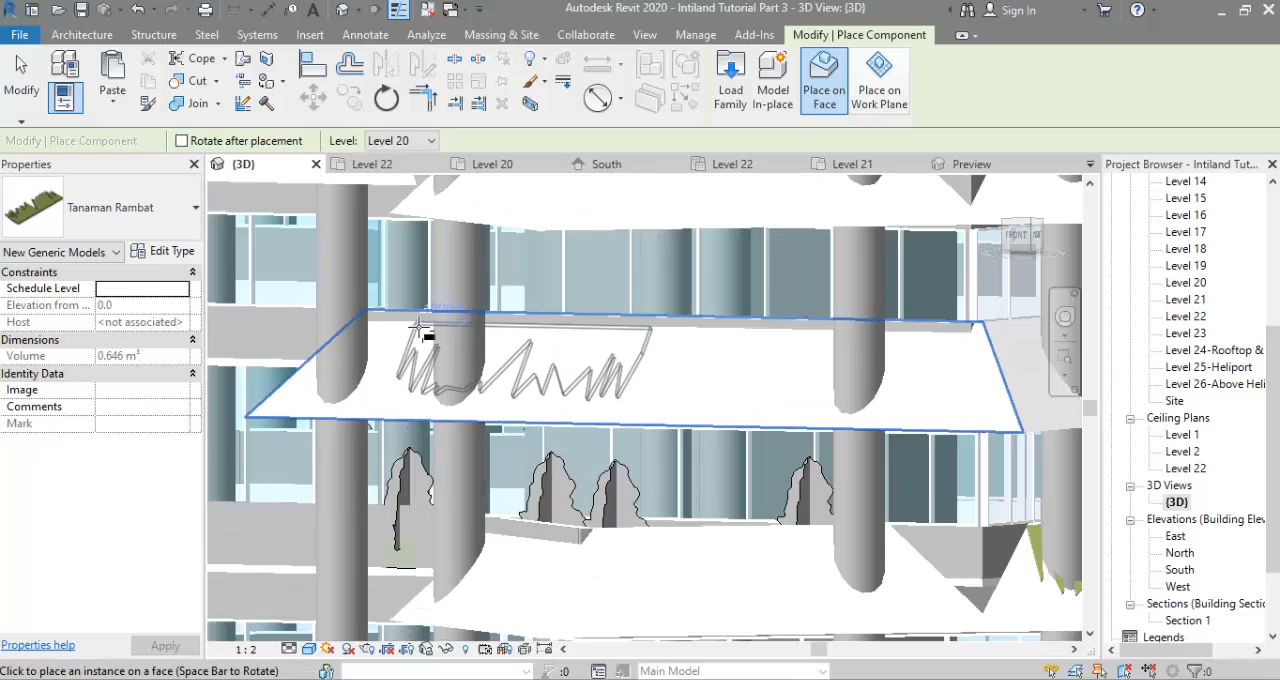 Autodesk Revit 2020 - Intiland Tutorial Part 3 - 3D View: {3D}
Sign In
File Architecture Structure Steel Systems Insert Annotate Analyze Massing & Site Collaborate View Manage Add-Ins Modify | Place Component
Modify
Paste
Cope
Cut
Join
Load Family
Model In-place
Place on Face
Place on Work Plane
Modify | Place Component
Rotate after placement
Level: Level 20
Properties
{3D}
Level 22
Level 20
South
Level 22
Level 21
Preview
Project Browser - Intiland Tut...
Tanaman Rambat
New Generic Models
Edit Type
Constraints
Schedule Level
Elevation from ... 0.0
Host <not associated>
Dimensions
Volume 0.646 m³
Identity Data
Image
Comments
Mark
FRONT
Level 14
Level 15
Level 16
Level 17
Level 18
Level 19
Level 20
Level 21
Level 22
Level 23
Level 24-Rooftop &
Level 25-Heliport
Level 26-Above Heli
Site
Ceiling Plans
Level 1
Level 2
Level 22
3D Views
{3D}
Elevations (Building Elev
East
North
South
West
Sections (Building Sectio
Section 1
Legends
Properties help
Apply
1 : 2
Click to place an instance on a face (Space Bar to Rotate)
:0
Main Model
:0